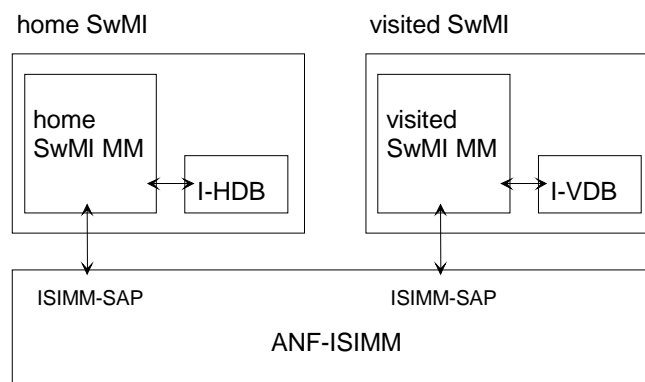 home SwMI
visited SwMI
home
SwMI MM
I-HDB
visited
SwMI MM
I-VDB
ISIMM-SAP
ISIMM-SAP
ANF-ISIMM